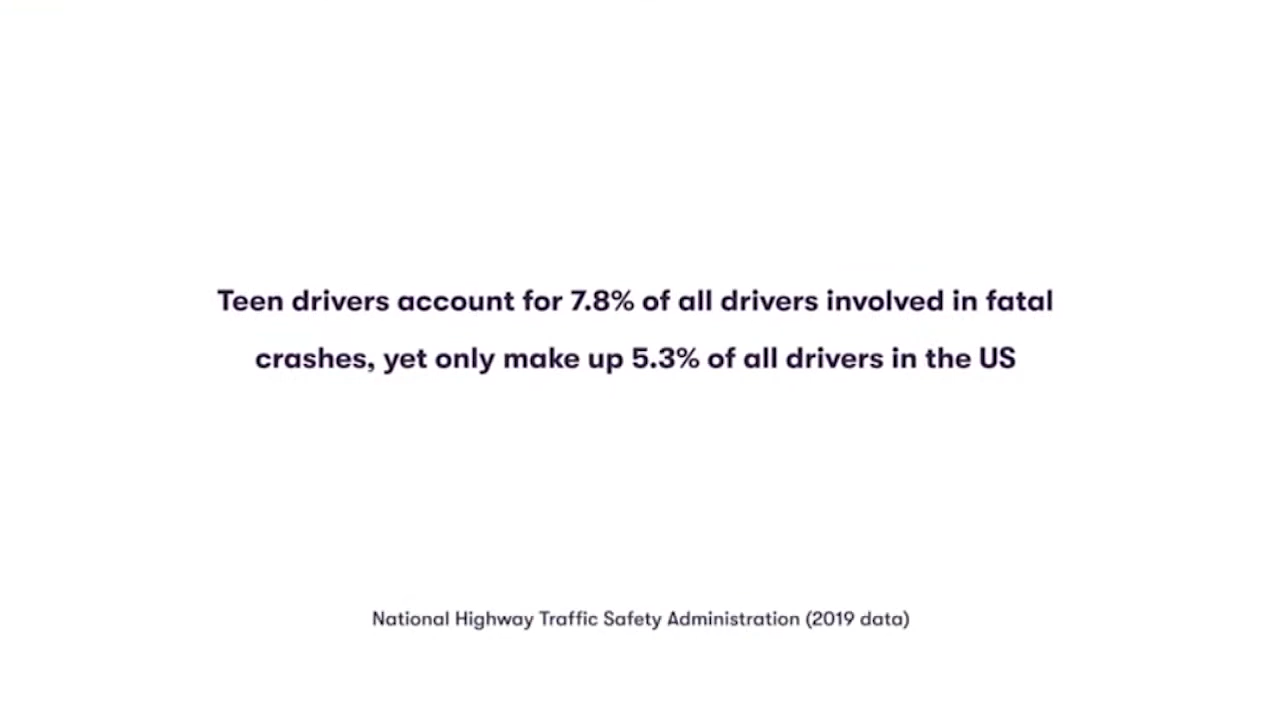 Teen drivers account for 7.8% of all drivers involved in fatal
crashes, yet only make up 5.3% of all drivers in the US
National Highway Traffic Safety Administration (2019 data)